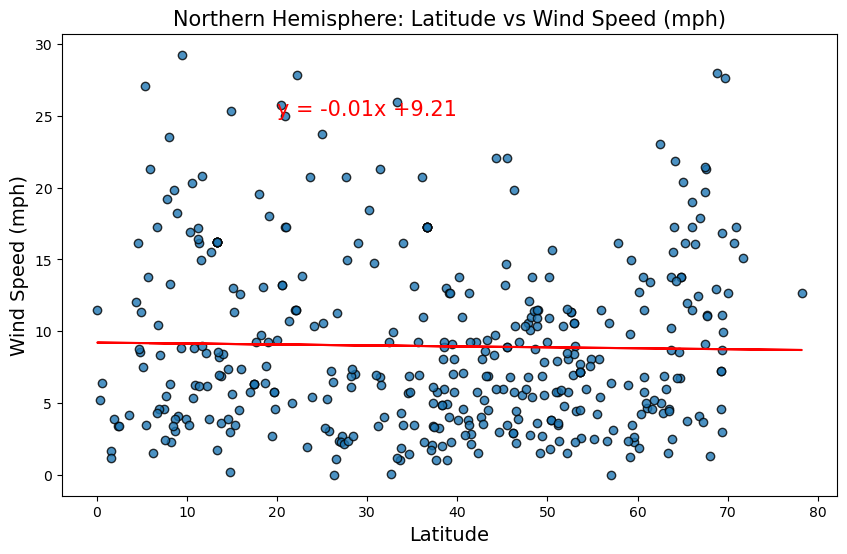 Northern Hemisphere: Latitude vs Wind Speed (mph)
30
25
20
15
10
5
0
Wind Speed (mph)
y = -0.01x +9.21
0 10 20 30 40 50 60 70 80
Latitude